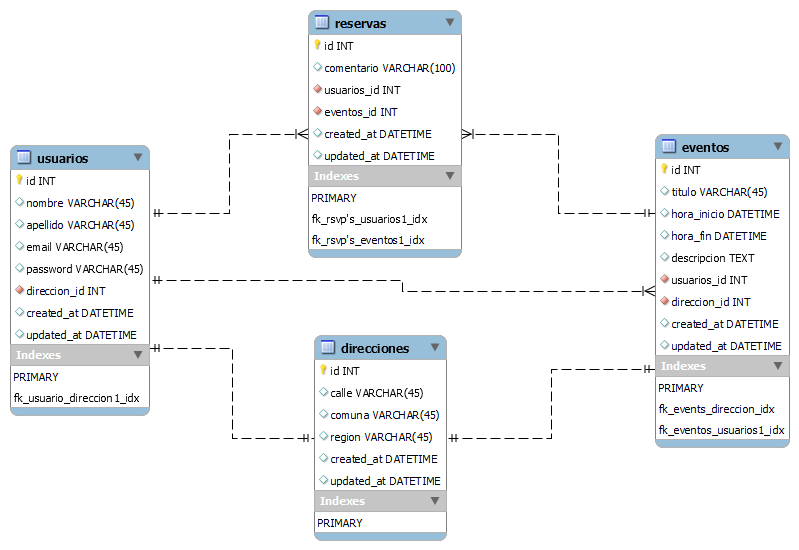 reservas
id INT
comentario VARCHAR(100)
usuarios_id INT
eventos_id INT
created_at DATETIME
updated_at DATETIME
Indexes
PRIMARY
fk_rsvp's_usuarios1_idx
fk_rsvp's_eventos1_idx
usuarios
id INT
nombre VARCHAR(45)
apellido VARCHAR(45)
email VARCHAR(45)
password VARCHAR(45)
direccion_id INT
created_at DATETIME
updated_at DATETIME
Indexes
PRIMARY
fk_usuario_direccion1_idx
eventos
id INT
titulo VARCHAR(45)
hora_inicio DATETIME
hora_fin DATETIME
descripcion TEXT
usuarios_id INT
direccion_id INT
created_at DATETIME
updated_at DATETIME
Indexes
PRIMARY
fk_events_direccion_idx
fk_eventos_usuarios1_idx
direcciones
id INT
calle VARCHAR(45)
comuna VARCHAR(45)
region VARCHAR(45)
created_at DATETIME
updated_at DATETIME
Indexes
PRIMARY